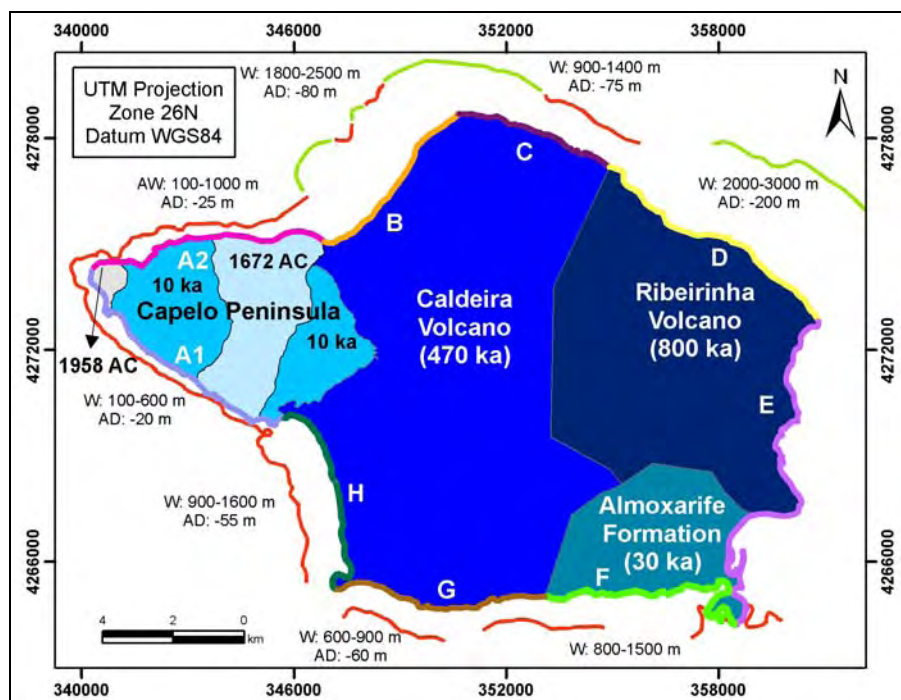 340000
346000
352000
358000
UTM Projection
Zone 26N
Datum WGS84
W: 1800-2500 m
AD: -80 m
W: 900-1400 m
AD: -75 m
N
4278000
4278000
C
AW: 100-1000 m
AD: -25 m
W: 2000-3000 m
AD: -200 m
B
A2
1672 AC
D
10 ka
Capelo Peninsula
10 ka
Caldeira
Volcano
(470 ka)
Ribeirinha
Volcano
(800 ka)
4272000
4272000
A1
1958 AC
W: 100-600 m
AD: -20 m
E
H
W: 900-1600 m
AD: -55 m
Almoxarife
Formation
(30 ka)
4266000
4266000
F
G
4 2 0
km
W: 600-900 m
AD: -60 m
W: 800-1500 m
340000
346000
352000
358000